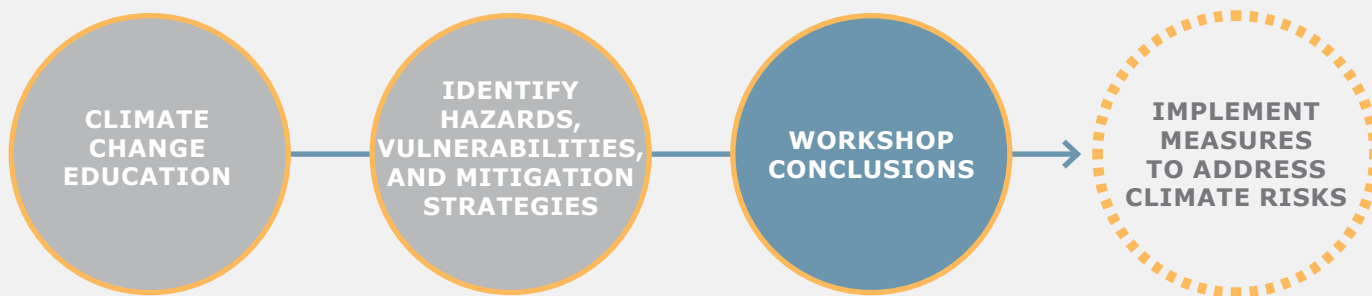 CLIMATE
CHANGE
EDUCATION
IDENTIFY
HAZARDS,
VULNERABILITIES,
AND MITIGATION
STRATEGIES
WORKSHOP
CONCLUSIONS
IMPLEMENT
MEASURES
TO ADDRESS
CLIMATE RISKS